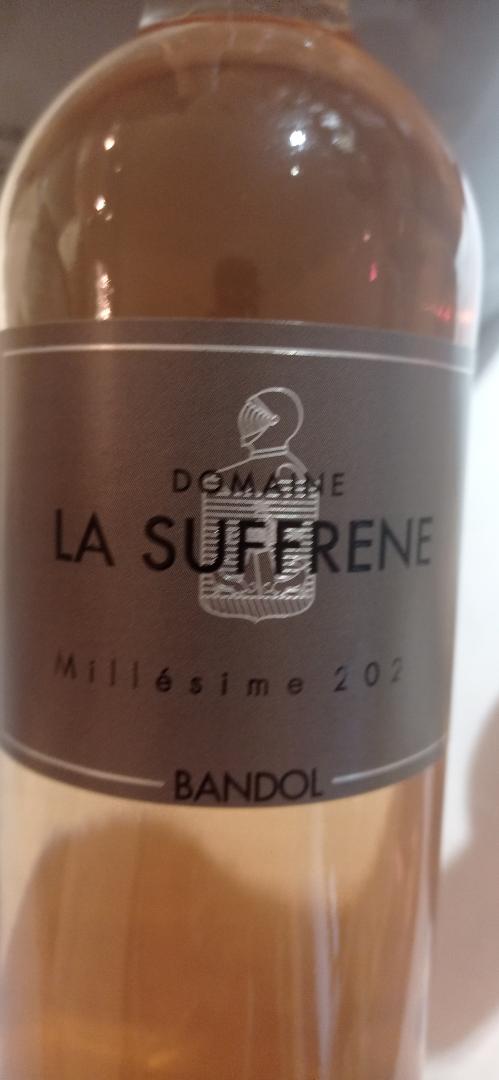 DOMAINE
LA SUFFRENE
Millésime 202
BANDOL